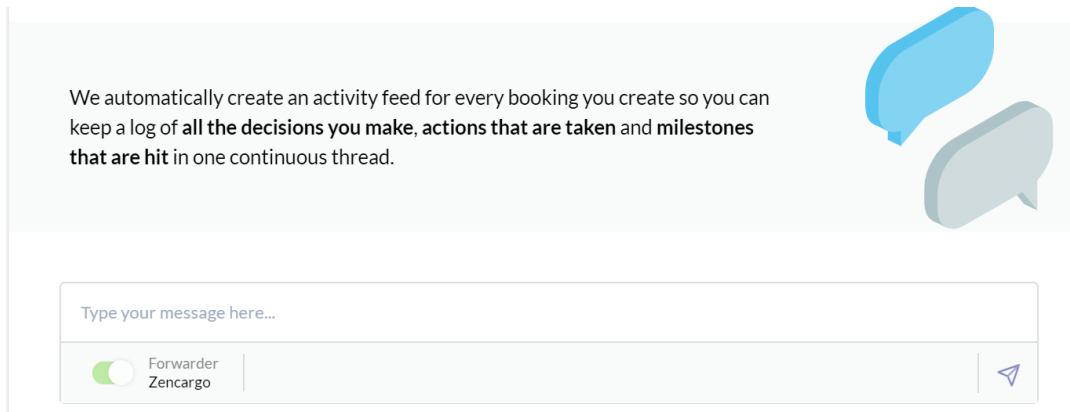 We automatically create an activity feed for every booking you create so you can
keep a log of all the decisions you make, actions that are taken and milestones
that are hit in one continuous thread.
Type your message here...
Forwarder
Zencargo